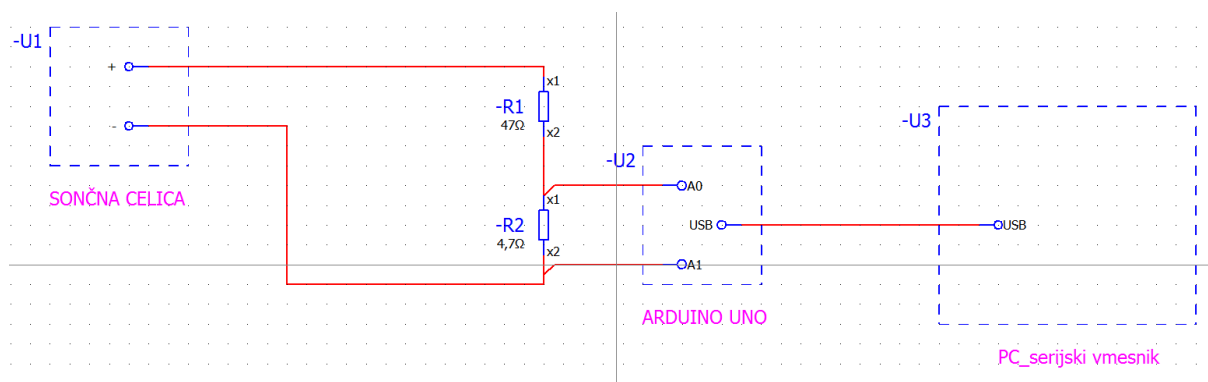 -U1
+
-
SONČNA CELICA
x1
-R1
47Ω
x2
x1
-R2
4,7Ω
x2
-U2
A0
USB
A1
ARDUINO UNO
-U3
USB
PC_serijski vmesnik